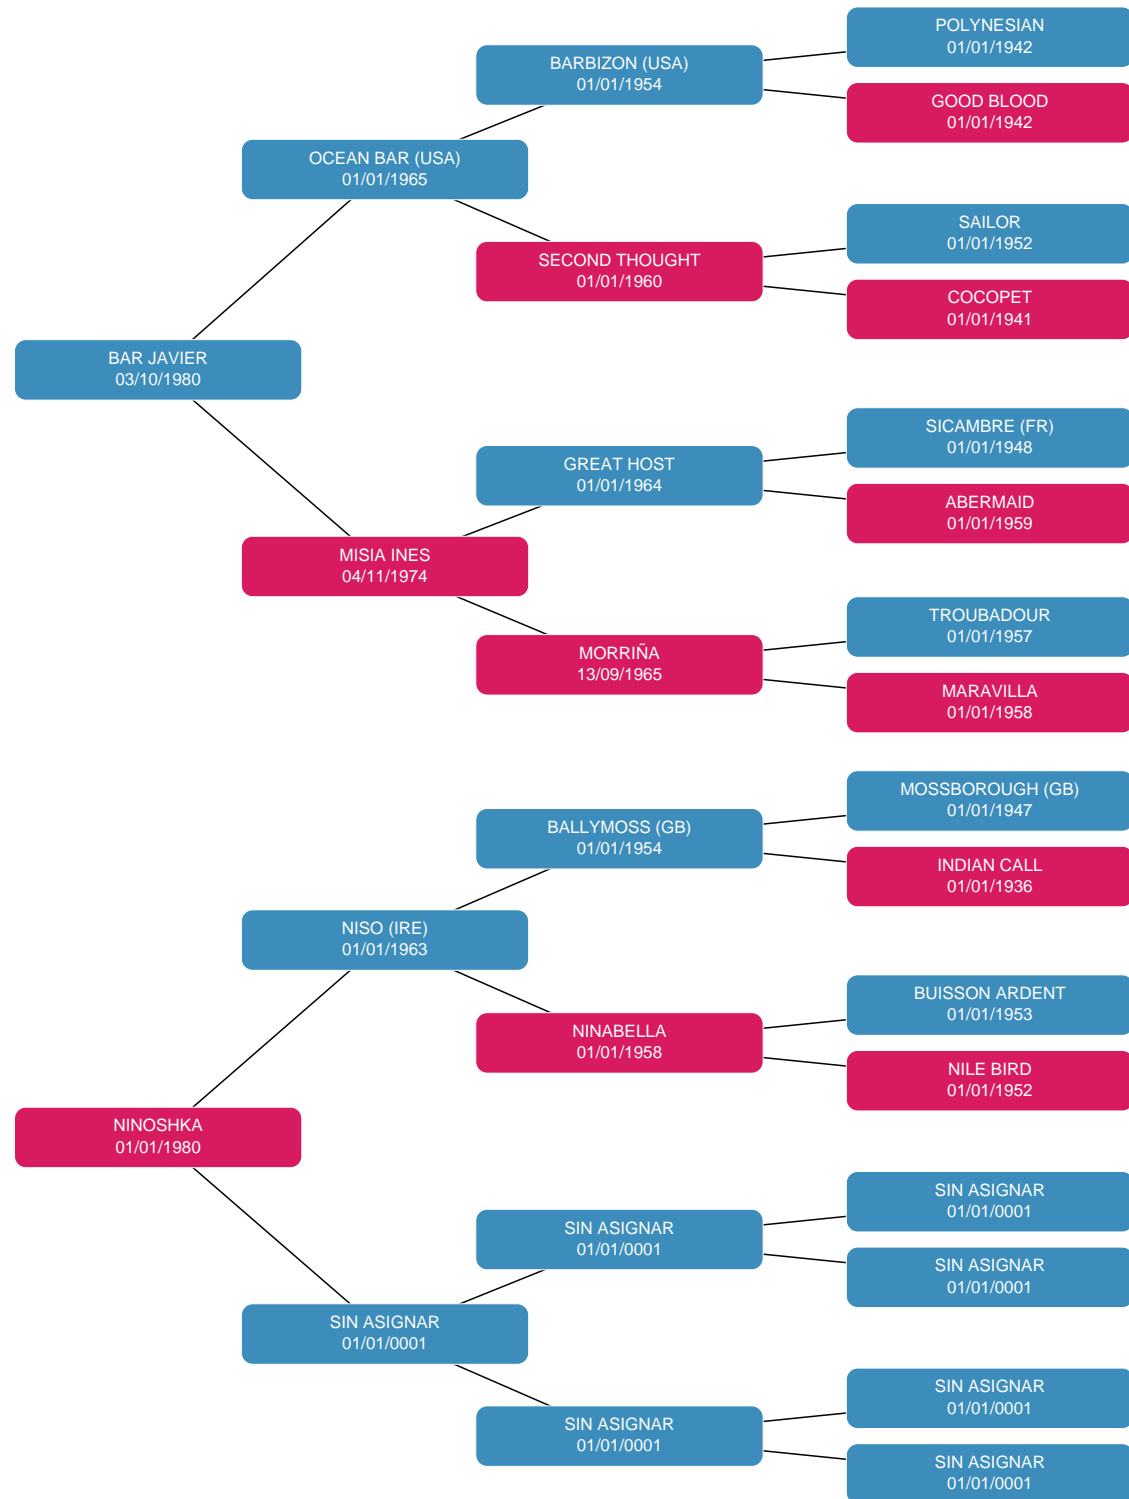 POLYNESIAN
01/01/1942
BARBIZON (USA)
01/01/1954
GOOD BLOOD
01/01/1942
OCEAN BAR (USA)
01/01/1965
SAILOR
01/01/1952
SECOND THOUGHT
01/01/1960
COCOPET
01/01/1941
BAR JAVIER
03/10/1980
SICAMBRE (FR)
01/01/1948
GREAT HOST
01/01/1964
ABERMAID
01/01/1959
MISIA INES
04/11/1974
TROUBADOUR
01/01/1957
MORRIÑA
13/09/1965
MARAVILLA
01/01/1958
MOSSBOROUGH (GB)
01/01/1947
BALLYMOSS (GB)
01/01/1954
INDIAN CALL
01/01/1936
NISO (IRE)
01/01/1963
BUISSON ARDENT
01/01/1953
NINABELLA
01/01/1958
NILE BIRD
01/01/1952
NINOSHKA
01/01/1980
SIN ASIGNAR
01/01/0001
SIN ASIGNAR
01/01/0001
SIN ASIGNAR
01/01/0001
SIN ASIGNAR
01/01/0001
SIN ASIGNAR
01/01/0001
SIN ASIGNAR
01/01/0001
SIN ASIGNAR
01/01/0001